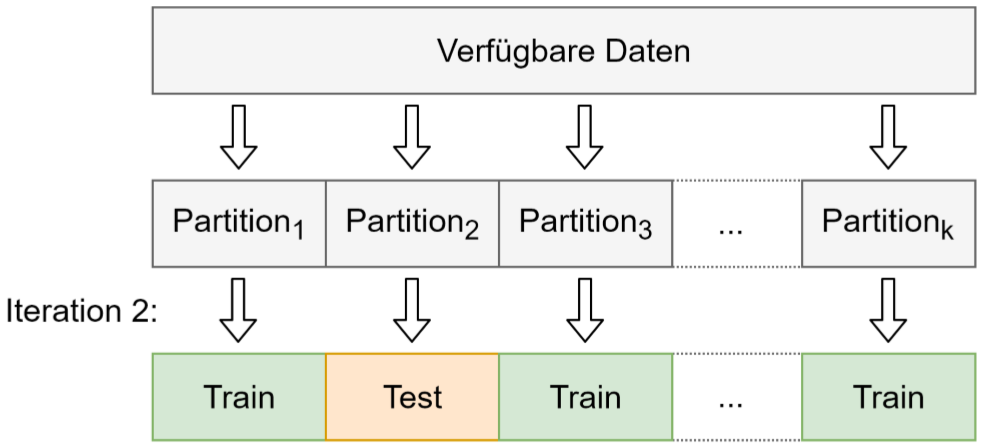 Verfügbare Daten
Partition₁ Partition₂ Partition₃ ... Partitionₖ
Iteration 2:
Train Test Train ... Train